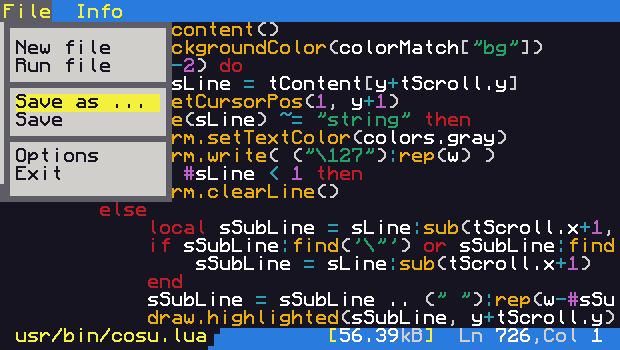 File Info
content()
New file ckgroundColor(colorMatch["bg"])
Run file -2) do
sLine = tContent[y+tScroll.y]
Save as ... etCursorPos(1, y+1)
Save e(sLine) ~= "string" then
rm.setTextColor(colors.gray)
Options rm.write( ("\127"):rep(w) )
Exit #sLine < 1 then
rm.clearLine()
else
local sSubLine = sLine:sub(tScroll.x+1,
if sSubLine:find('\"') or sSubLine:find
sSubLine = sLine:sub(tScroll.x+1)
end
sSubLine = sSubLine .. (" "):rep(w-#sSu
draw.highlighted(sSubLine, y+tScroll.y)
usr/bin/cosu.lua [56.39kB] Ln 726,Col 1